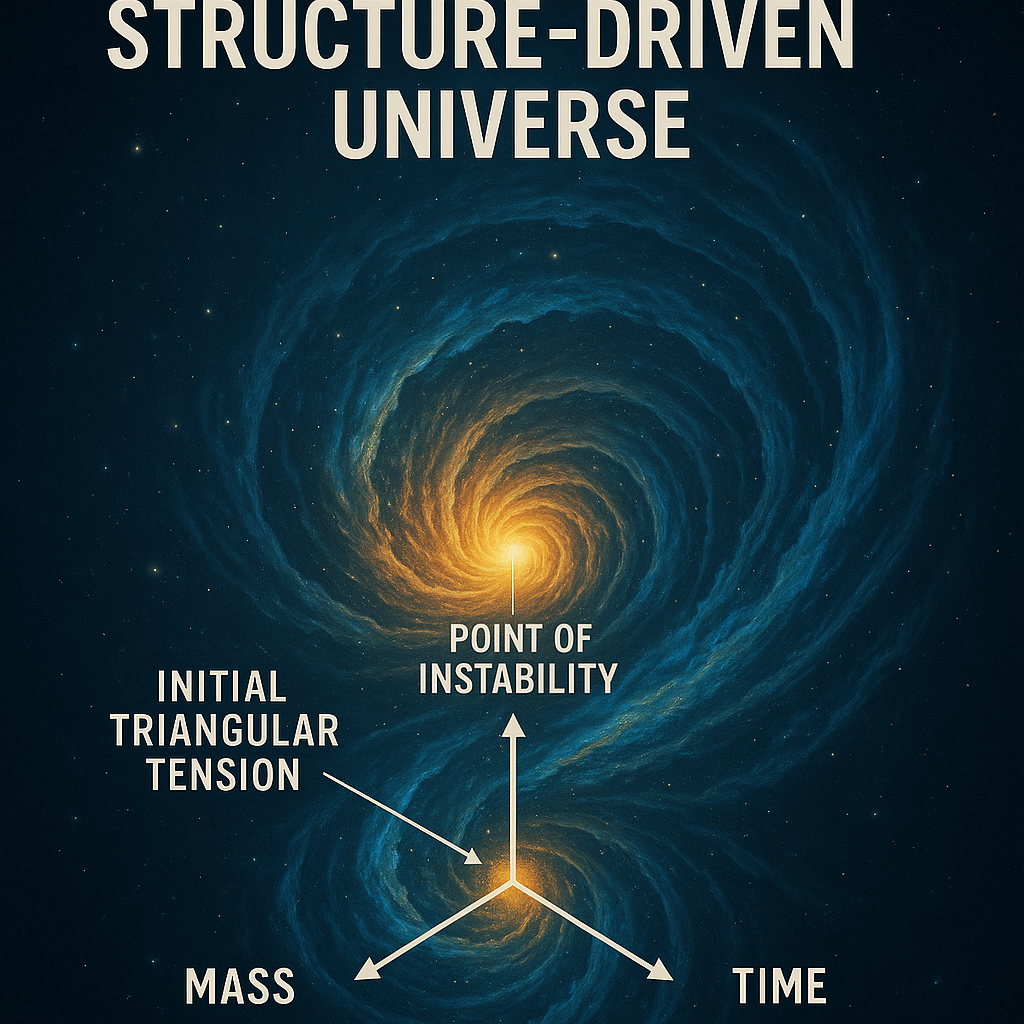 STRUCTURE-DRIVEN
UNIVERSE
POINT OF
INSTABILITY
INITIAL
TRIANGULAR
TENSION
MASS
TIME